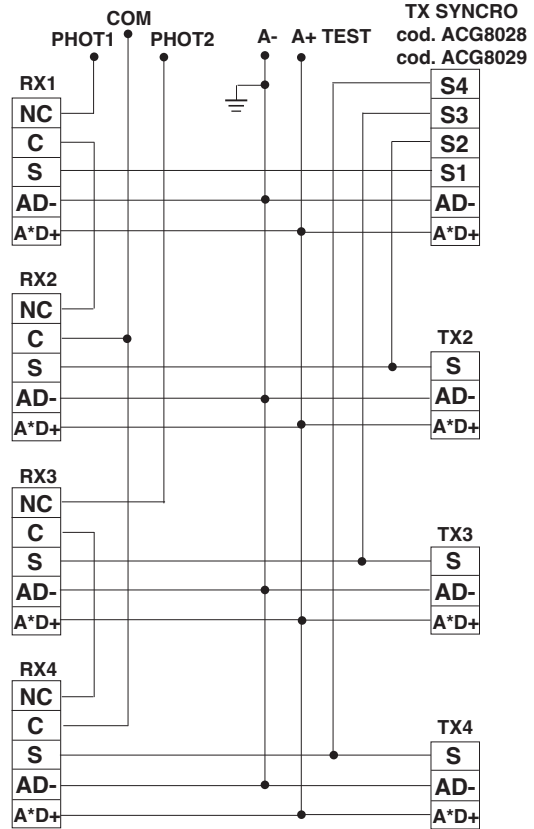 COM
PHOT1 PHOT2 A- A+ TEST
TX SYNCRO
cod. ACG8028
cod. ACG8029
RX1
NC
C
S
AD-
A*D+
S4
S3
S2
S1
AD-
A*D+
RX2
NC
C
S
AD-
A*D+
TX2
S
AD-
A*D+
RX3
NC
C
S
AD-
A*D+
TX3
S
AD-
A*D+
RX4
NC
C
S
AD-
A*D+
TX4
S
AD-
A*D+